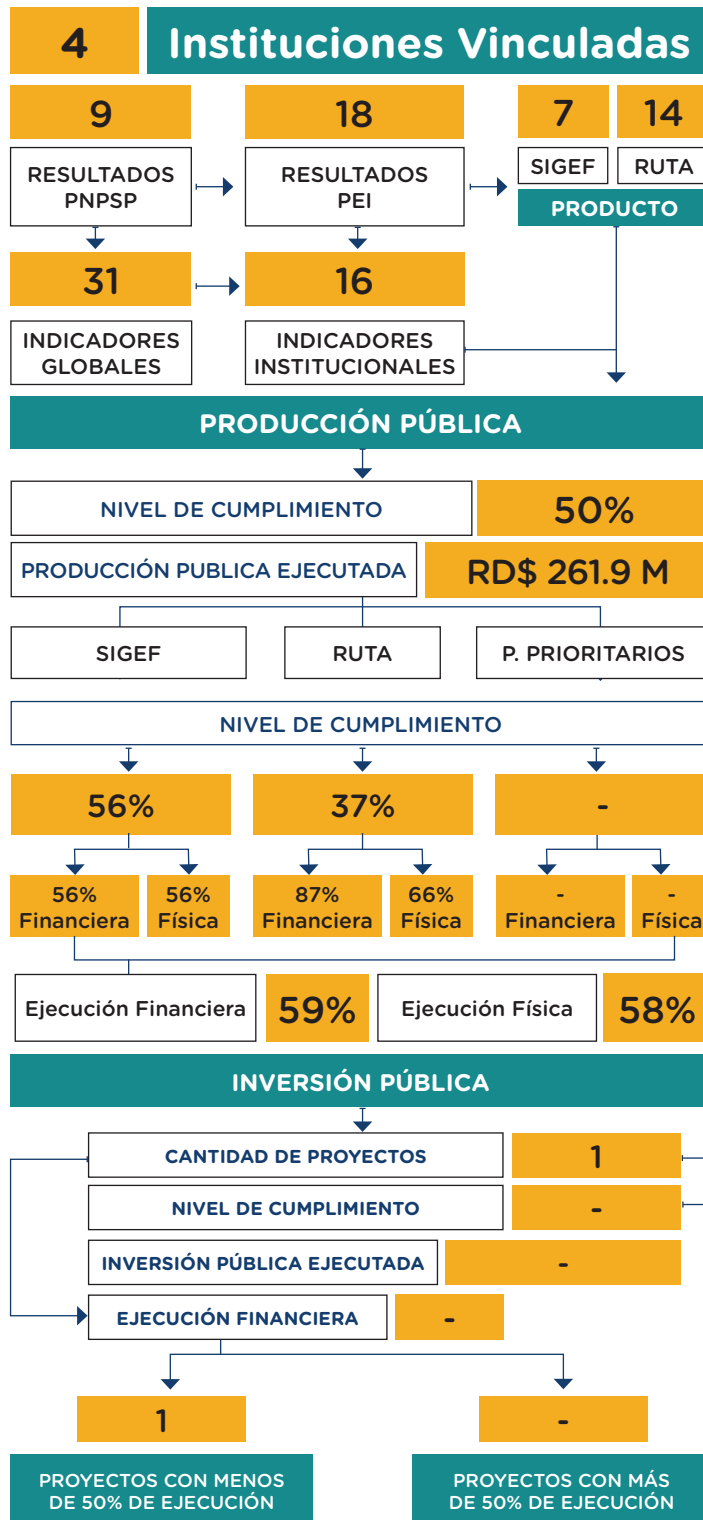 4 Instituciones Vinculadas
9 18 7 14
RESULTADOS
PNPSP
RESULTADOS
PEI
SIGEF RUTA
PRODUCTO
31 16
INDICADORES
GLOBALES
INDICADORES
INSTITUCIONALES
PRODUCCIÓN PÚBLICA
NIVEL DE CUMPLIMIENTO 50%
PRODUCCIÓN PUBLICA EJECUTADA RD$ 261.9 M
SIGEF RUTA P. PRIORITARIOS
NIVEL DE CUMPLIMIENTO
56% 37% -
56%
Financiera
56%
Física
87%
Financiera
66%
Física
-
Financiera
-
Física
Ejecución Financiera 59% Ejecución Física 58%
INVERSIÓN PÚBLICA
CANTIDAD DE PROYECTOS 1
NIVEL DE CUMPLIMIENTO -
INVERSIÓN PÚBLICA EJECUTADA -
EJECUCIÓN FINANCIERA -
1 -
PROYECTOS CON MENOS
DE 50% DE EJECUCIÓN
PROYECTOS CON MÁS
DE 50% DE EJECUCIÓN